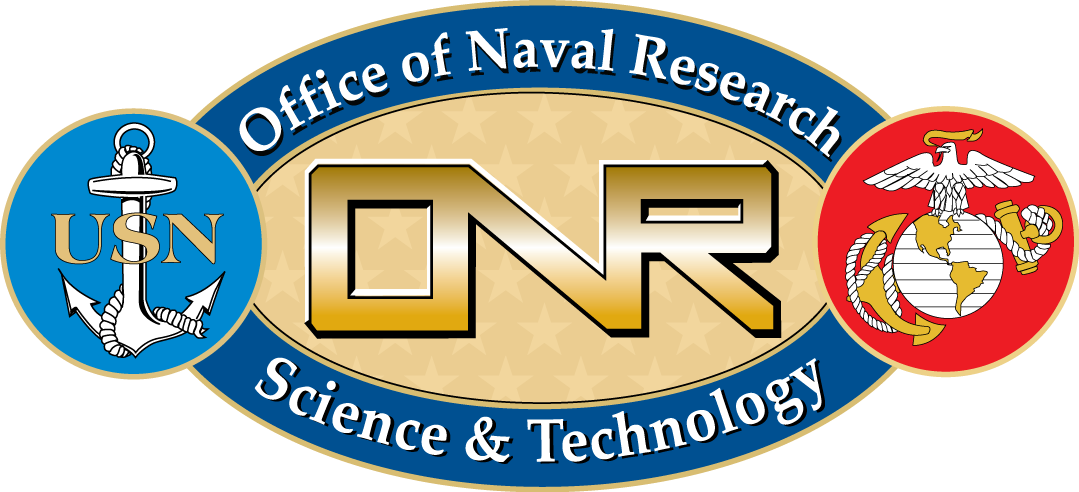 Office of Naval Research
USN
ONR
Science & Technology